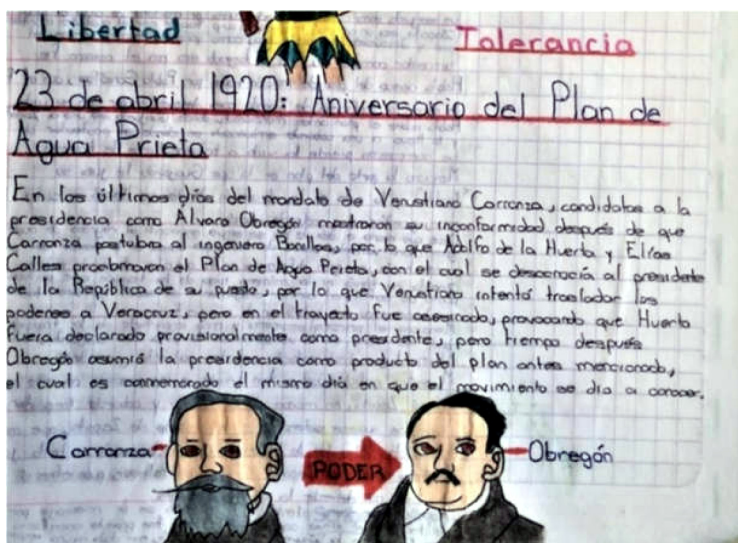 Libertad
Tolerancia
23 de abril 1920: Aniversario del Plan de
Agua Prieta
En los últimos días del mandato de Venustiano Carranza, candidatos a la
presidencia como Álvaro Obregón mostraron su inconformidad después de que
Carranza postubra al ingeniero Bonillas, por lo que Adolfo de la Huerta y Elías
Calles proclamaron el Plan de Agua Prieta, con el cual se desconocía al presidente
de la República de su puesto, por lo que Venustiano intentó trasladar los
poderes a Veracruz, pero en el trayecto fue asesinado, provocando que Huerta
fuera declarado provisionalmente como presidente, pero tiempo después
Obregón asumió la presidencia como producto del plan antes mencionado,
el cual es conmemorado el mismo día en que el movimiento se dio a conocer.
Carranza
PODER
Obregón